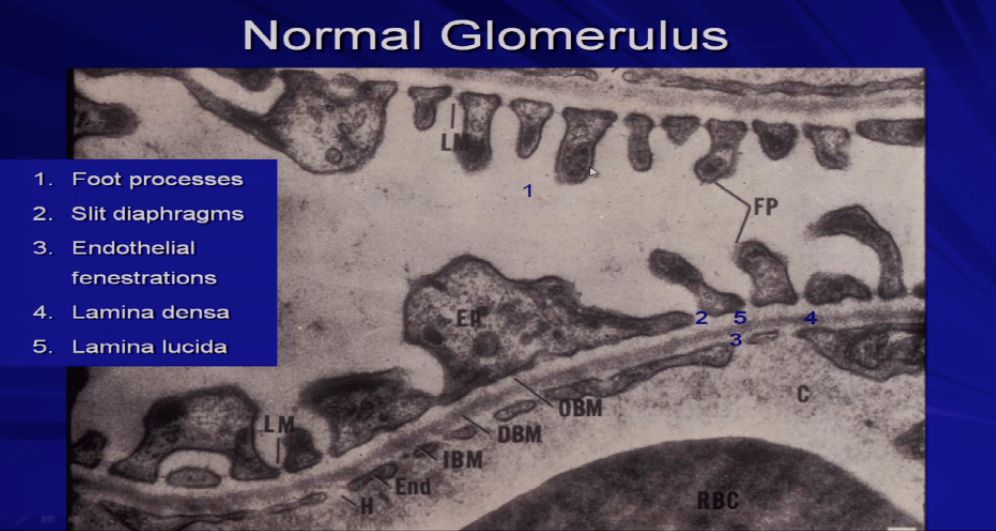 Normal Glomerulus
1. Foot processes
2. Slit diaphragms
3. Endothelial
fenestrations
4. Lamina densa
5. Lamina lucida
LM
1
FP
EP
2 5 4
3
C
OBM
LM
DBM
IBM
End
H
RBC